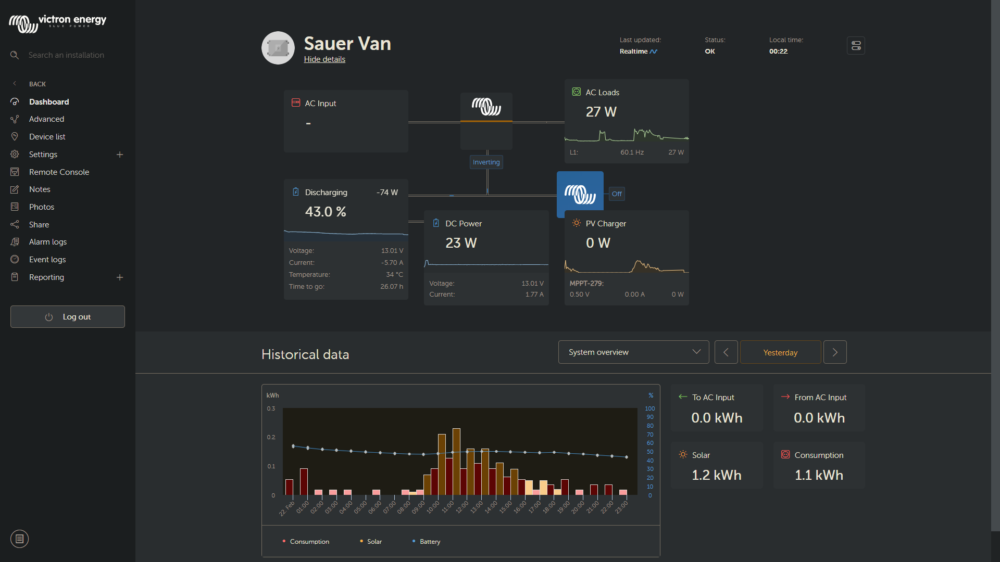 victron energy
BLUE POWER
Search an installation
BACK
Dashboard
Advanced
Device list
Settings
Remote Console
Notes
Photos
Share
Alarm logs
Event logs
Reporting
Log out
Sauer Van
Hide details
Last updated:
Realtime
Status:
OK
Local time:
00:22
AC Input
-
AC Loads
27 W
L1: 60.1 Hz 27 W
Inverting
Discharging -74 W
43.0 %
Voltage: 13.01 V
Current: -5.70 A
Temperature: 34 °C
Time to go: 26.07 h
Off
DC Power
23 W
Voltage: 13.01 V
Current: 1.77 A
PV Charger
0 W
MPPT-279:
0.50 V 0.00 A 0 W
Historical data
System overview
Yesterday
kWh %
0.3
0.2
0.1
0
100
90
80
70
60
50
40
30
20
10
0
22. Feb 01:00 02:00 03:00 04:00 05:00 06:00 07:00 08:00 09:00 10:00 11:00 12:00 13:00 14:00 15:00 16:00 17:00 18:00 19:00 20:00 21:00 22:00 23:00
Consumption Solar Battery
To AC Input
0.0 kWh
From AC Input
0.0 kWh
Solar
1.2 kWh
Consumption
1.1 kWh